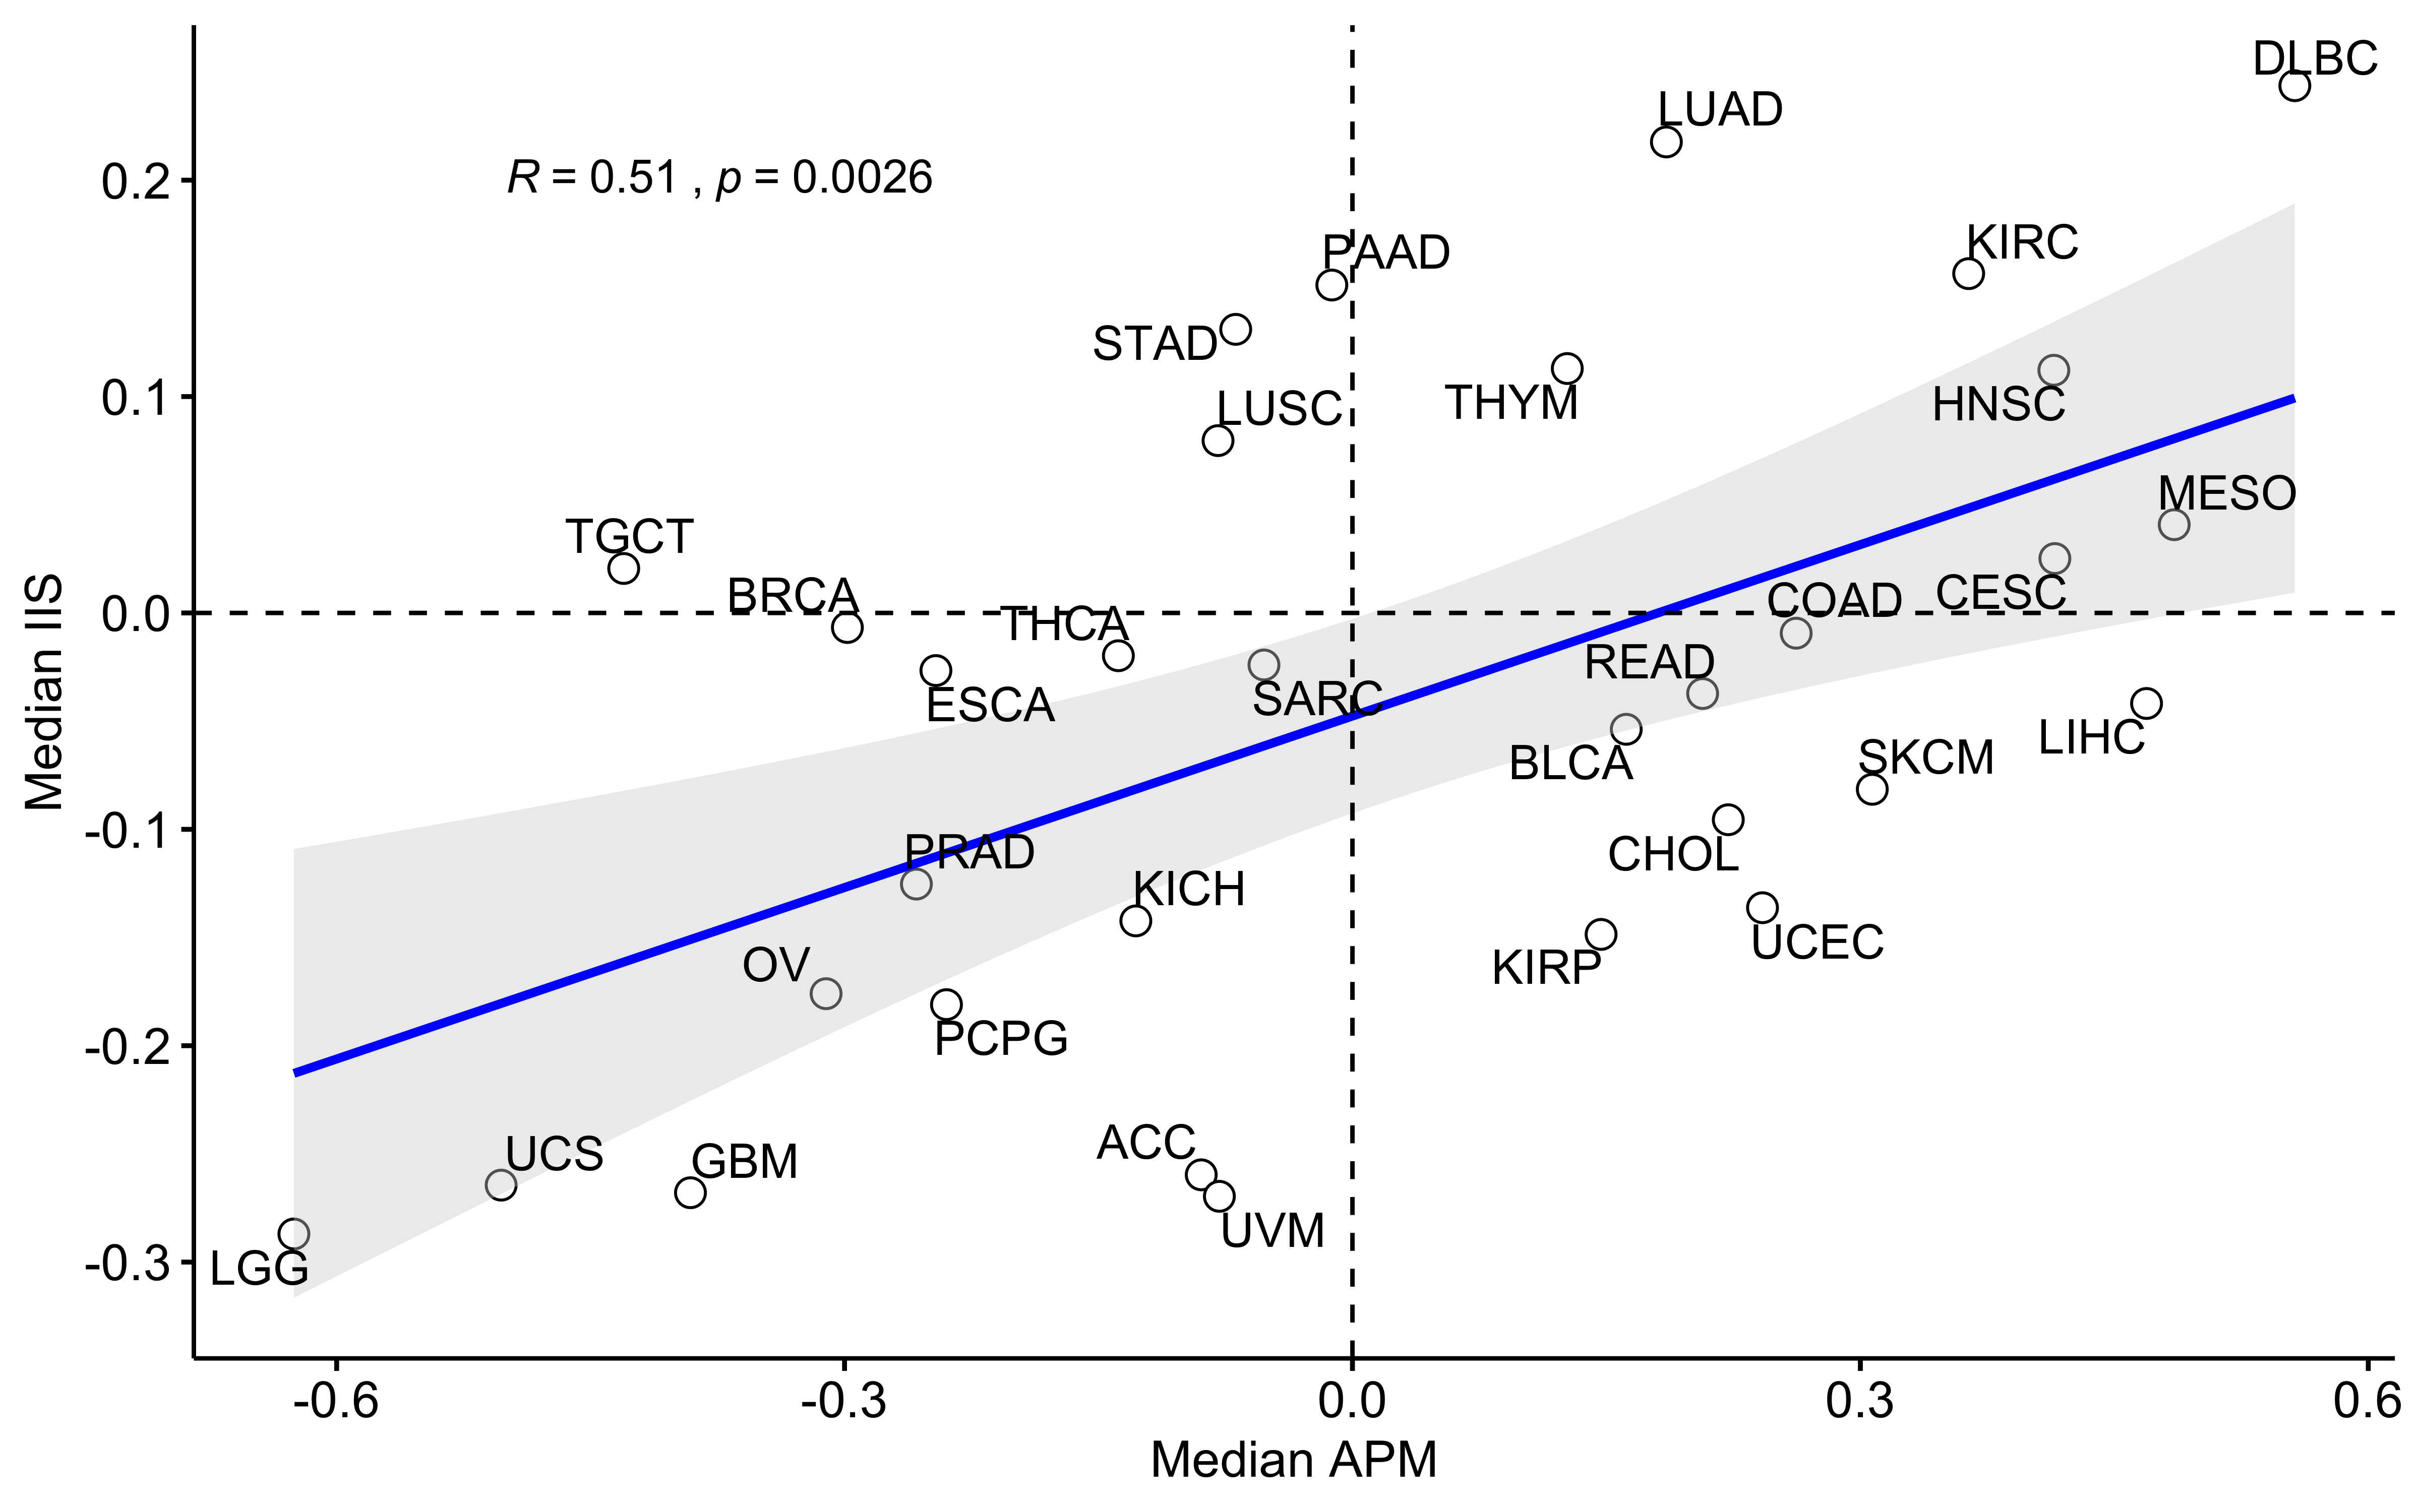 DLBC
LUAD
R = 0.51 , p = 0.0026
0.2
PAAD
KIRC
STAD
THYM
HNSC
0.1
LUSC
MESO
TGCT
BRCA
THCA
COAD
CESC
0.0
READ
ESCA
SARC
LIHC
BLCA
SKCM
Median IIS
-0.1
PRAD
CHOL
KICH
UCEC
OV
KIRP
PCPG
-0.2
ACC
UCS
GBM
UVM
-0.3
LGG
-0.6
-0.3
0.0
0.3
0.6
Median APM